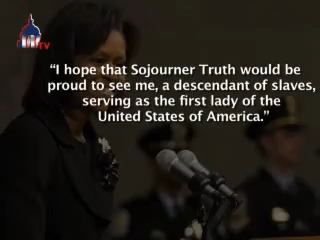 TV
“I hope that Sojourner Truth would be
proud to see me, a descendant of slaves,
serving as the first lady of the
United States of America.”